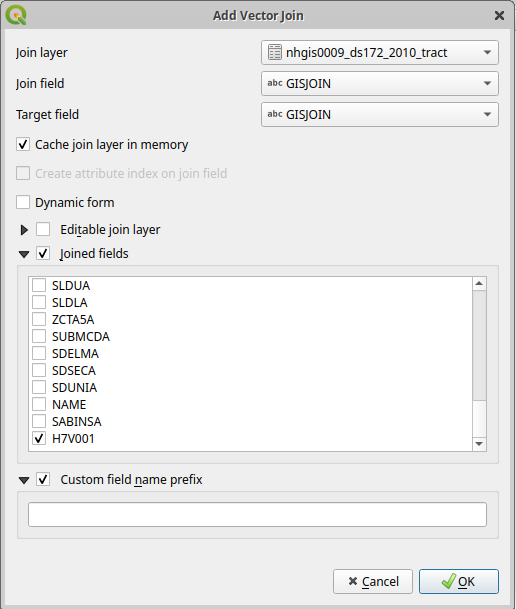 Add Vector Join
Join layer nhgis0009_ds172_2010_tract
Join field abc GISJOIN
Target field abc GISJOIN
Cache join layer in memory
Create attribute index on join field
Dynamic form
Editable join layer
Joined fields
SLDUA
SLDLA
ZCTA5A
SUBMCDA
SDELMA
SDSECA
SDUNIA
NAME
SABINSA
H7V001
Custom field name prefix
Cancel OK